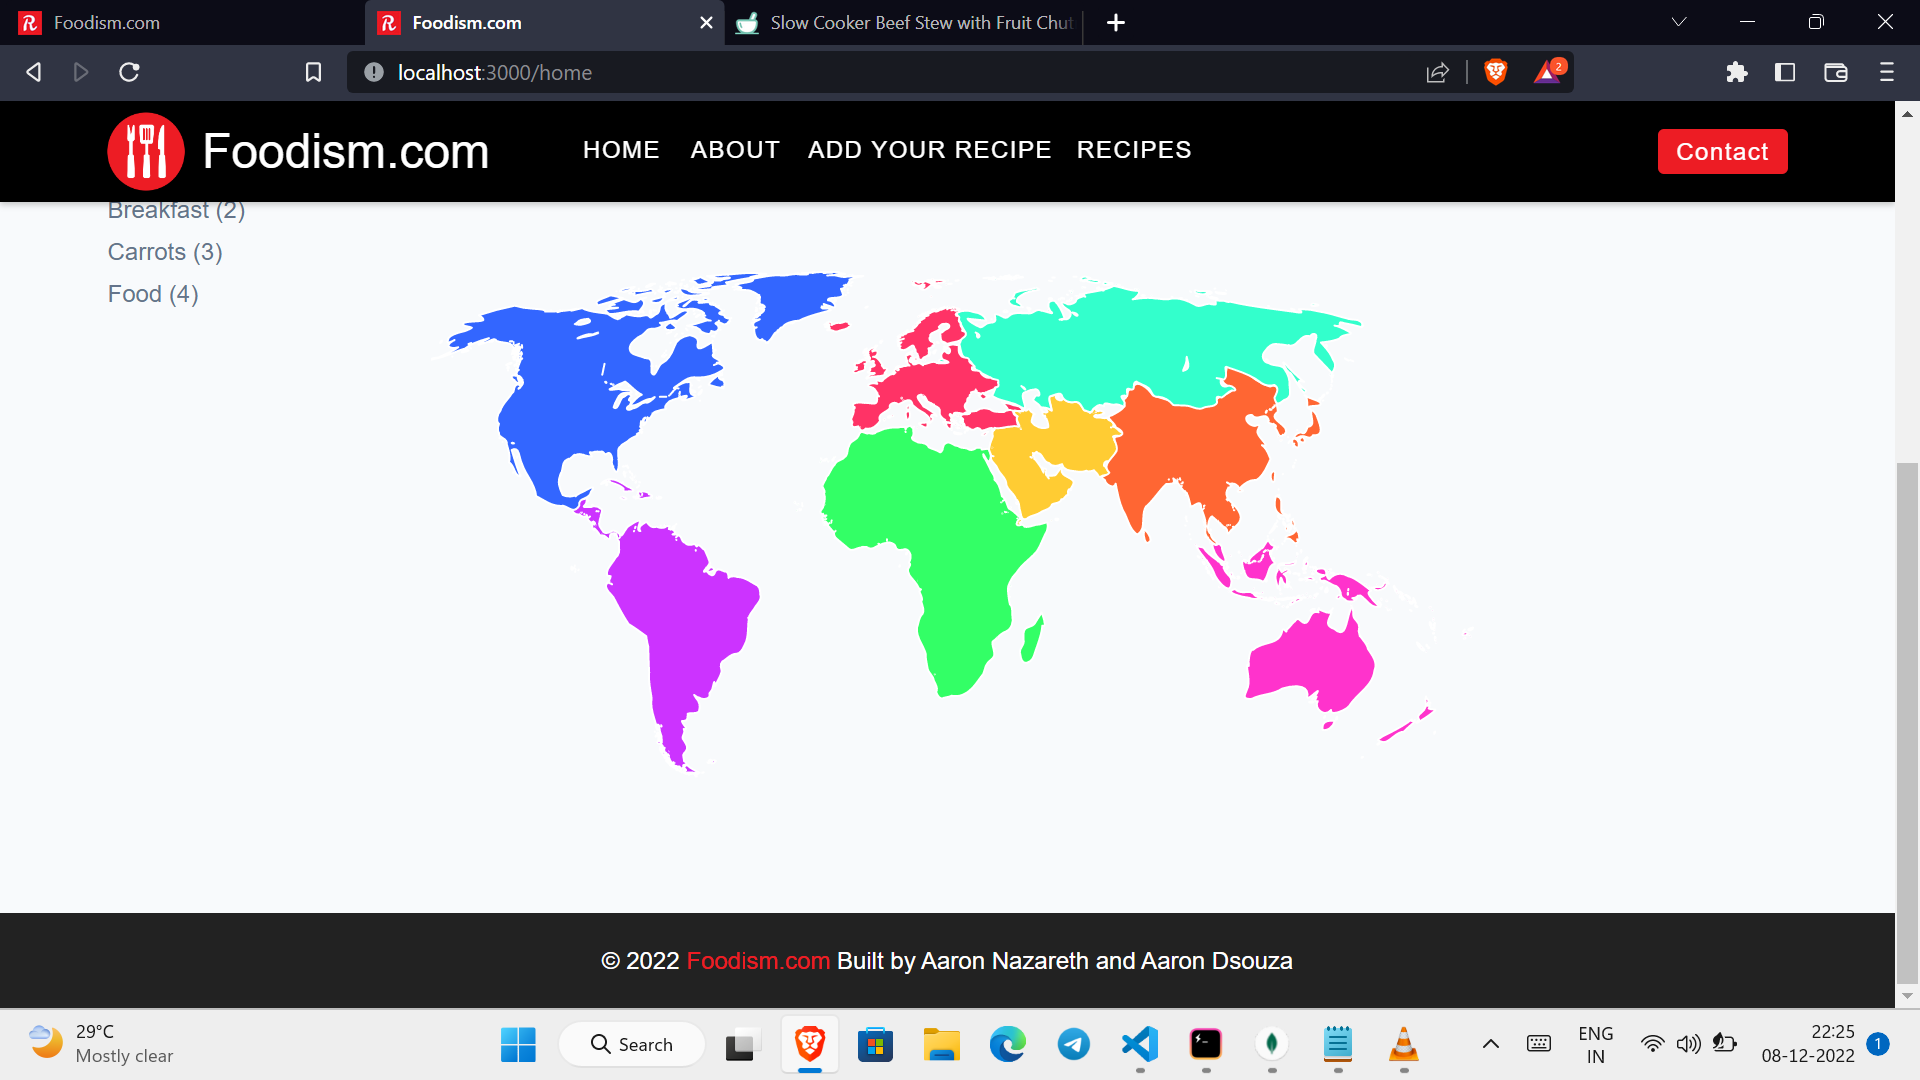 Foodism.com
Foodism.com
Slow Cooker Beef Stew with Fruit Chut
localhost:3000/home
2
Foodism.com
HOME
ABOUT
ADD YOUR RECIPE
RECIPES
Contact
Breakfast (2)
Carrots (3)
Food (4)
© 2022 Foodism.com Built by Aaron Nazareth and Aaron Dsouza
29°C
Mostly clear
Search
ENG
IN
22:25
08-12-2022
1